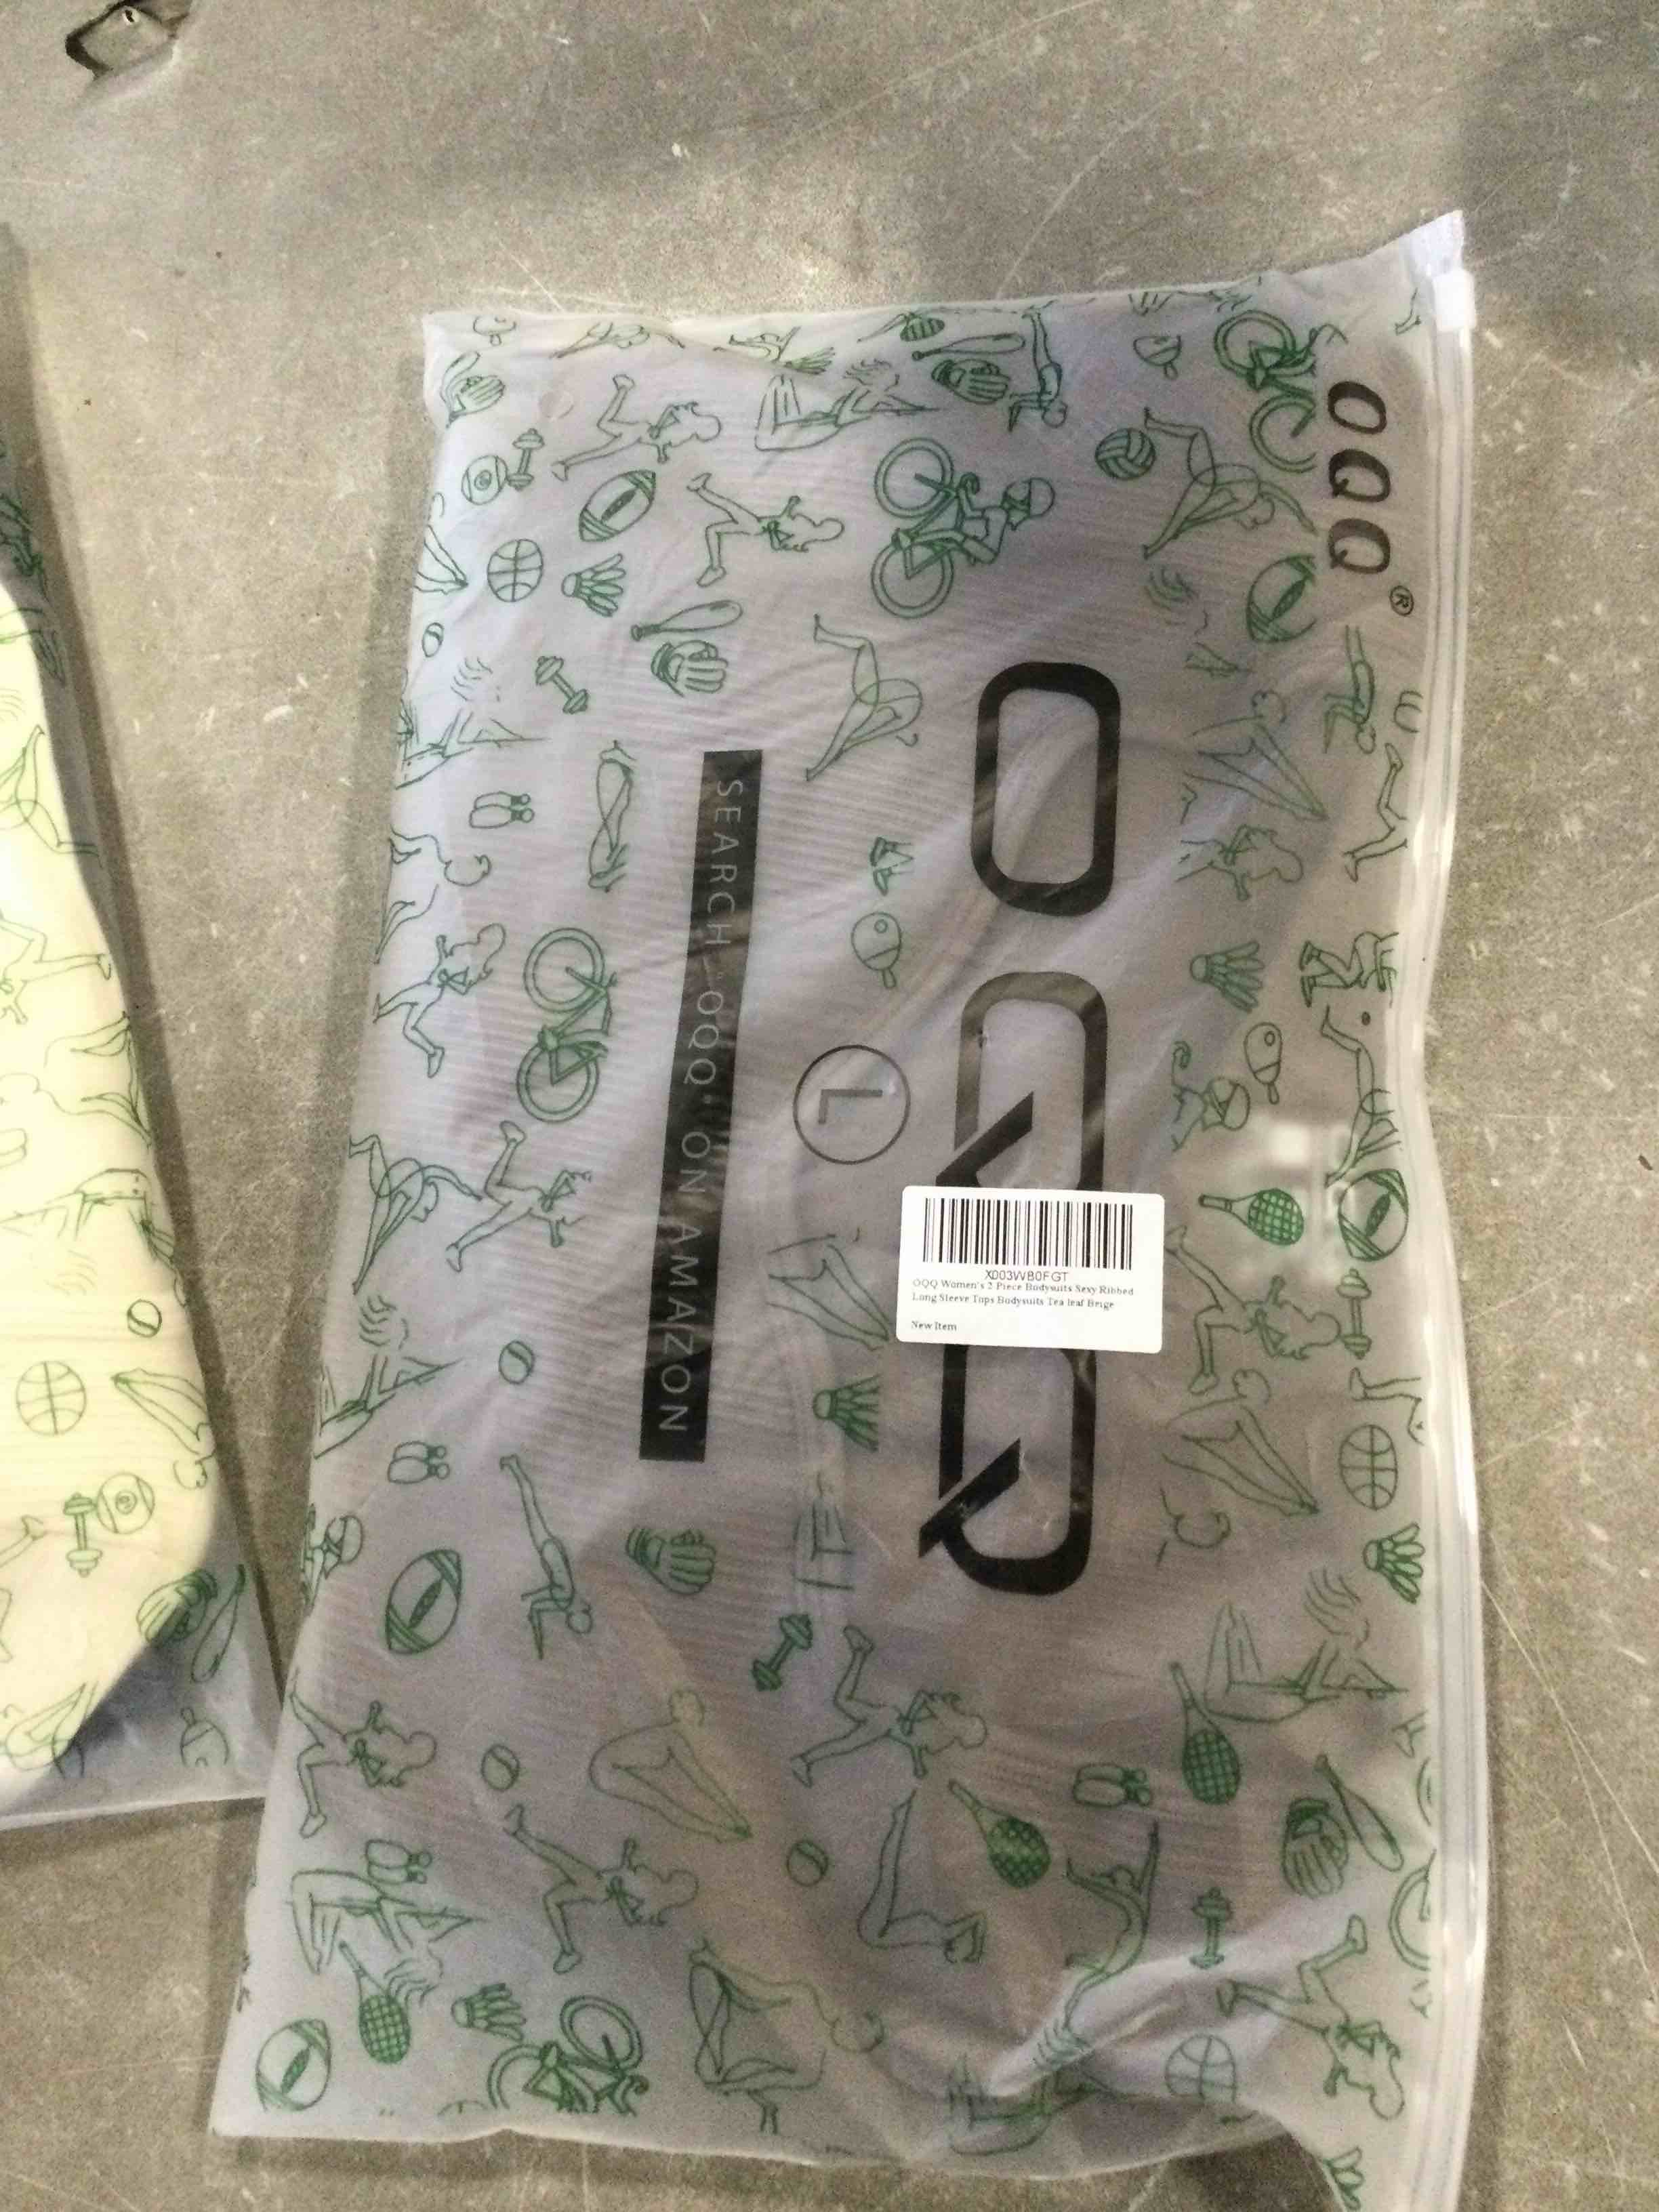 OQQ®
OQQ
L
SEARCH "OQQ" ON AMAZON
X003WB0FGT
OQQ Women's 2 Piece Bodysuits Sexy Ribbed
Long Sleeve Tops Bodysuits Tea leaf Beige
New Item